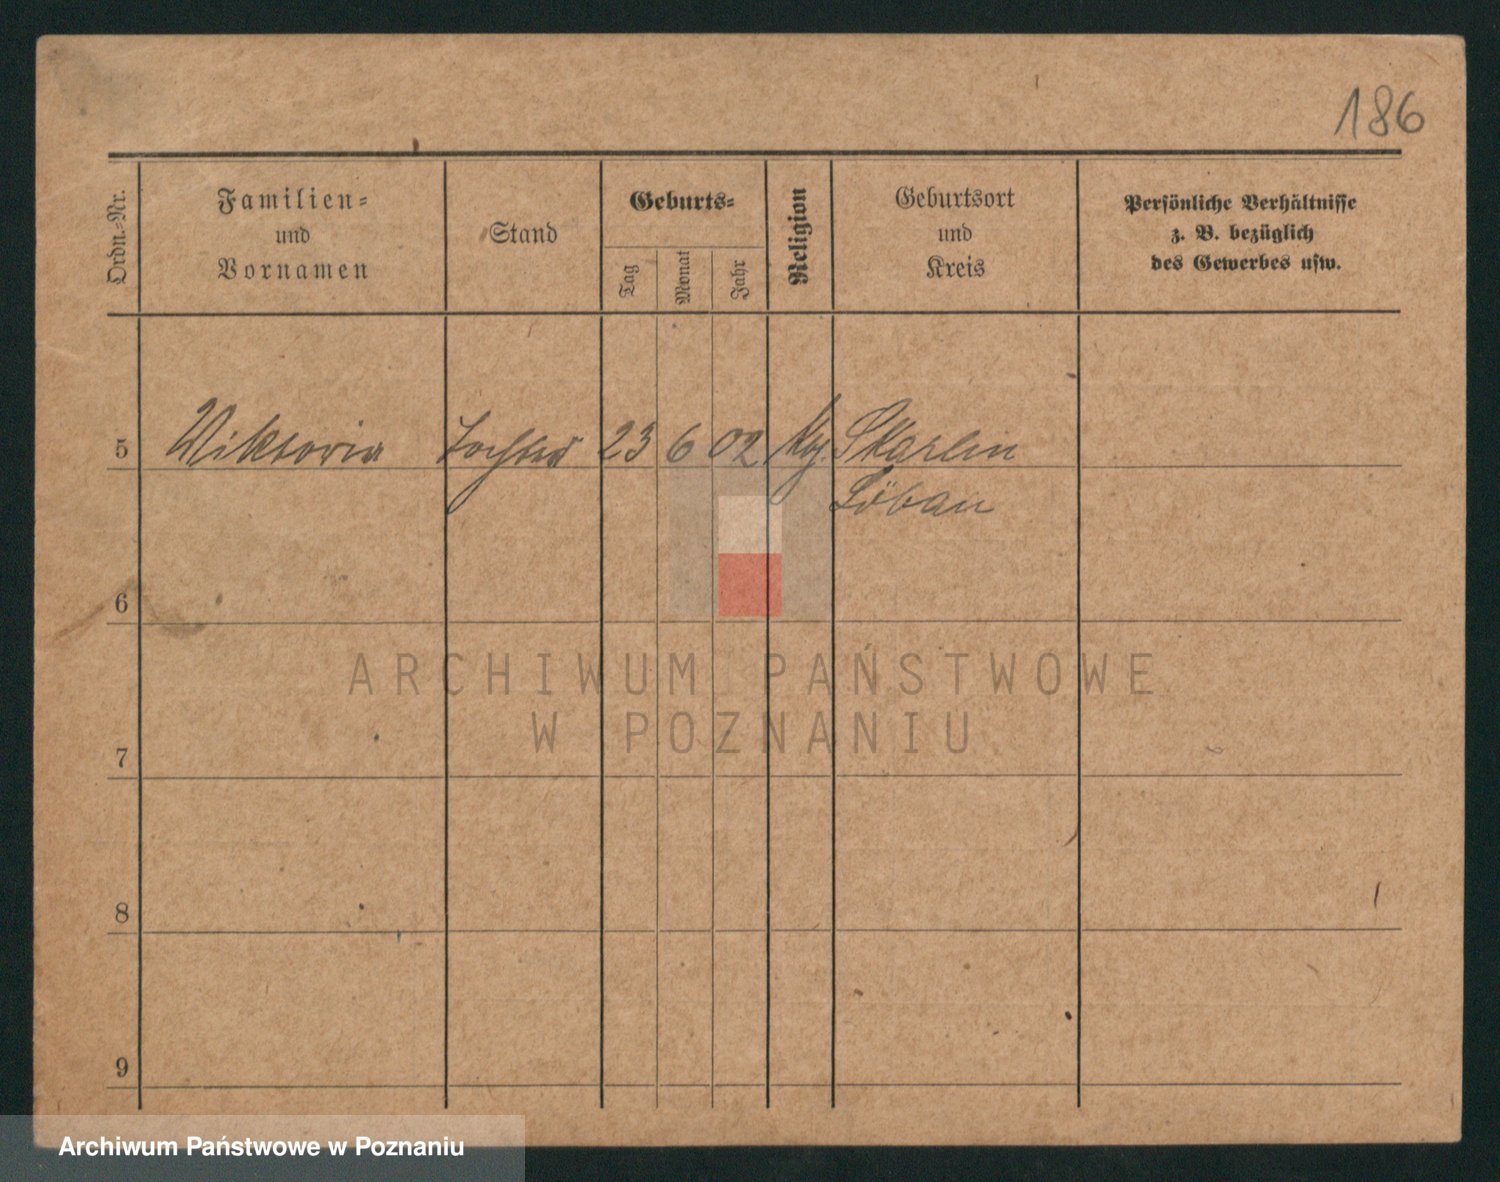 186
Ordn.-Nr.
Familien-
und
Vornamen
Stand
Geburts-
Tag
Monat
Jahr
Religion
Geburtsort
und
Kreis
Persönliche Verhältnisse
z. B. bezüglich
des Gewerbes usw.
5 Wiktoria Tochter 23 6 02 Skarlin
Löbau
6
ARCHIWUM PAŃSTWOWE
W POZNANIU
7
8
9
Archiwum Państwowe w Poznaniu